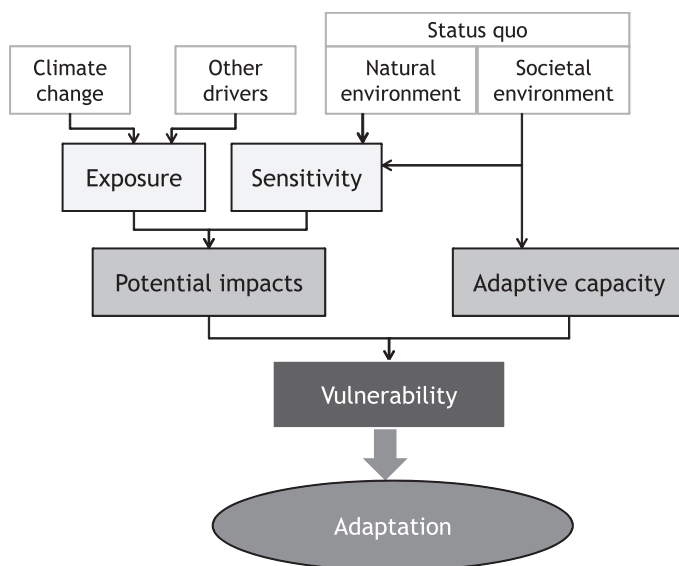 Status quo
Climate
change
Other
drivers
Natural
environment
Societal
environment
Exposure
Sensitivity
Potential impacts
Adaptive capacity
Vulnerability
Adaptation